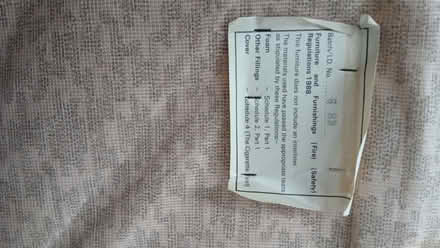 Batch/I.D. No.
Furniture and Furnishings (Fire) (Safety)
Regulations 1988
This furniture does not include an interliner
The materials used have passed the appropriate tests
as stipulated by these Regulations:-
Foam – Schedule 1, Part 1
Other Fillings – Schedule 2, Part 1
Cover – Schedule 4 (The Cigarette Test)